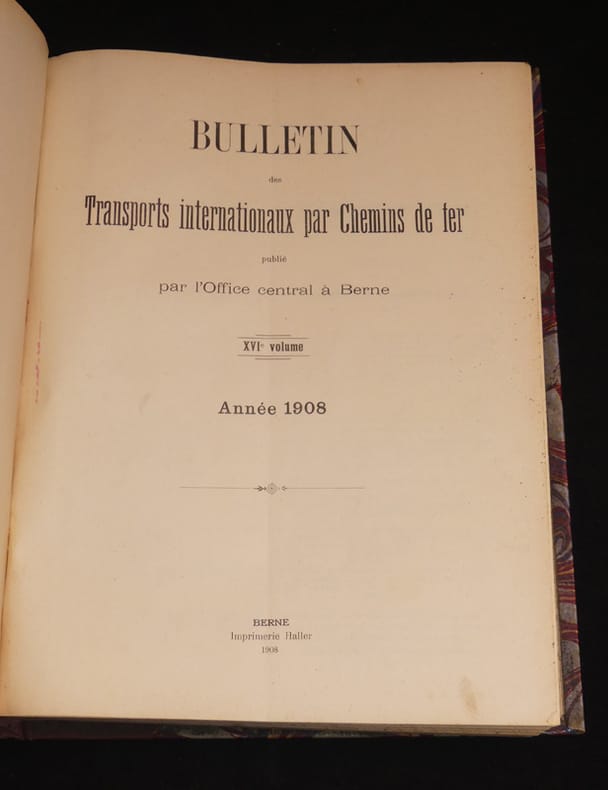 BULLETIN
des
Transports internationaux par Chemins de fer
publié
par l'Office central à Berne
XVIᵉ volume
Année 1908
BERNE
Imprimerie Haller
1908